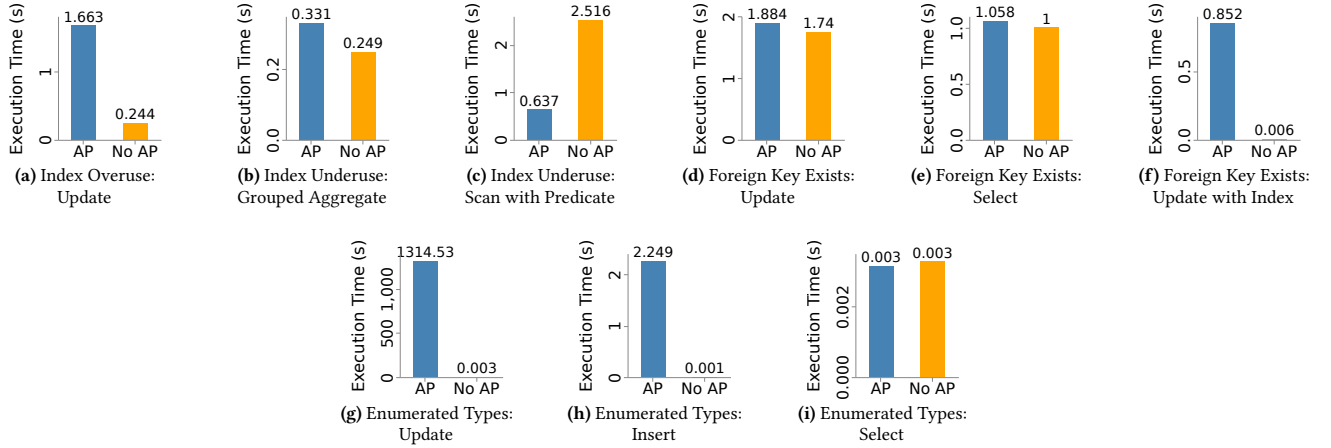 Execution Time (s)
1
0
1.663
0.244
AP No AP
(a) Index Overuse:
Update
Execution Time (s)
0.2
0.0
0.331
0.249
AP No AP
(b) Index Underuse:
Grouped Aggregate
Execution Time (s)
2
1
0
0.637
2.516
AP No AP
(c) Index Underuse:
Scan with Predicate
Execution Time (s)
2
1
0
1.884
1.74
AP No AP
(d) Foreign Key Exists:
Update
Execution Time (s)
1.0
0.5
0.0
1.058
1
AP No AP
(e) Foreign Key Exists:
Select
Execution Time (s)
0.5
0.0
0.852
0.006
AP No AP
(f) Foreign Key Exists:
Update with Index
Execution Time (s)
1,000
500
0
1314.53
0.003
AP No AP
(g) Enumerated Types:
Update
Execution Time (s)
2
1
0
2.249
0.001
AP No AP
(h) Enumerated Types:
Insert
Execution Time (s)
0.002
0.000
0.003
0.003
AP No AP
(i) Enumerated Types:
Select